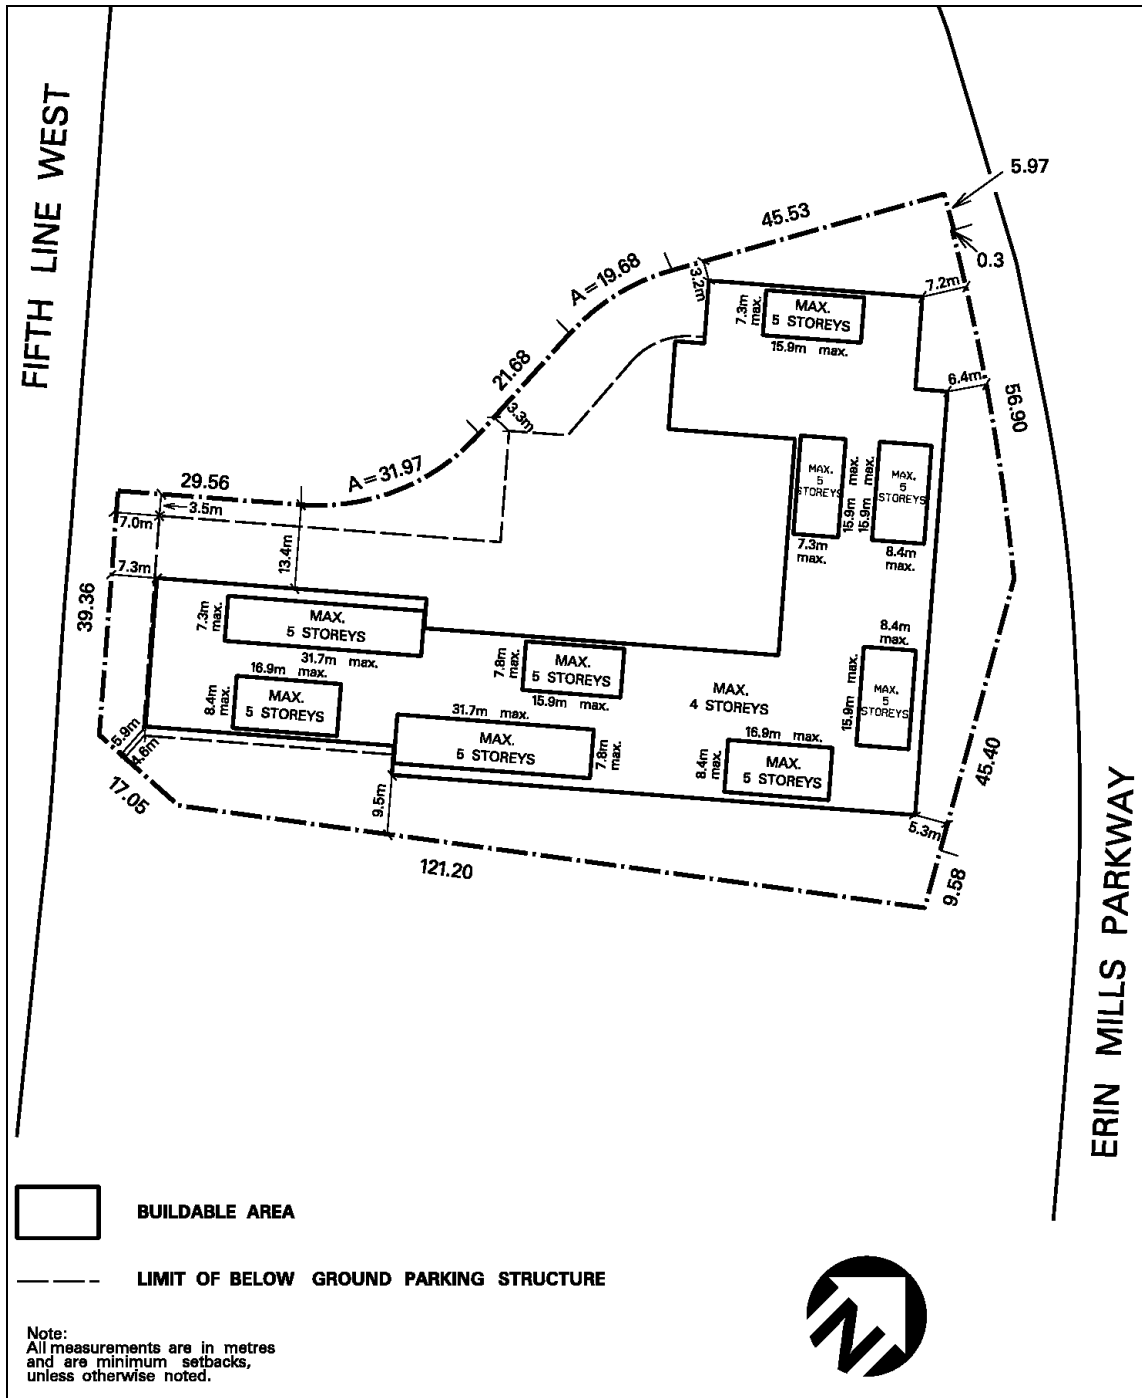 FIFTH LINE WEST
5.97
45.53
0.3
A=19.68
3.2m
7.2m
7.3m
max.
MAX.
5 STOREYS
15.9m max.
6.4m
56.90
21.68
3.3m
A=31.97
29.56
3.5m
7.0m
13.4m
7.3m
39.36
MAX.
5
STOREYS
15.9m max.
7.3m
max.
15.9m max.
MAX.
5
STOREYS
8.4m
max.
7.3m
max.
MAX.
5 STOREYS
31.7m max.
16.9m max.
8.4m
max.
MAX.
5 STOREYS
7.8m
max.
MAX.
5 STOREYS
15.9m max.
MAX.
4 STOREYS
8.4m
max.
15.9m
max.
MAX.
5
STOREYS
31.7m max.
MAX.
5 STOREYS
7.8m
max.
16.9m max.
8.4m
max.
MAX.
5 STOREYS
5.9m
4.6m
17.05
9.5m
121.20
5.3m
45.40
9.58
ERIN MILLS PARKWAY
BUILDABLE AREA
LIMIT OF BELOW GROUND PARKING STRUCTURE
Note:
All measurements are in metres
and are minimum setbacks,
unless otherwise noted.
N